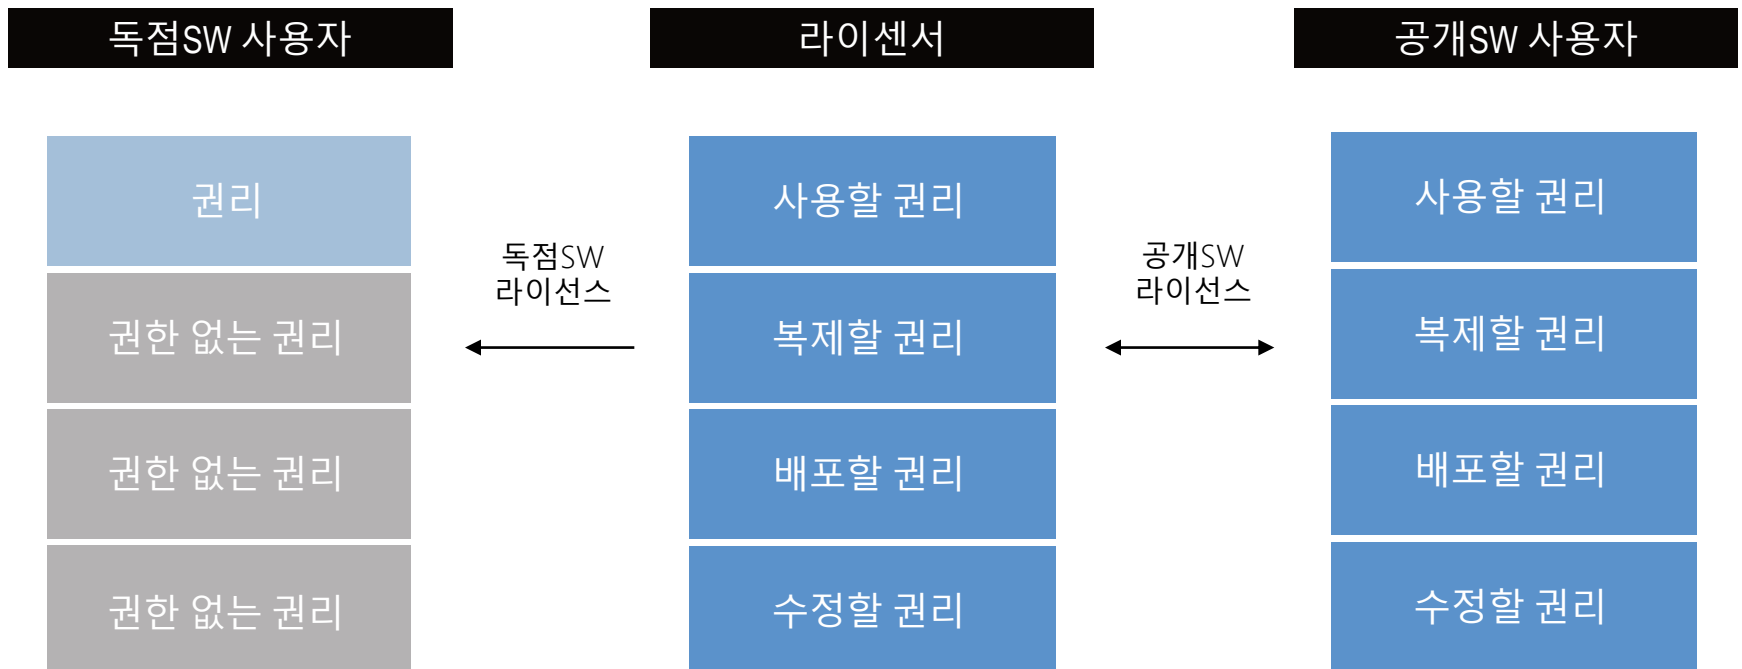 독점SW 사용자
라이센서
공개SW 사용자
권리
권한 없는 권리
권한 없는 권리
권한 없는 권리
독점SW
라이선스
사용할 권리
복제할 권리
배포할 권리
수정할 권리
공개SW
라이선스
사용할 권리
복제할 권리
배포할 권리
수정할 권리